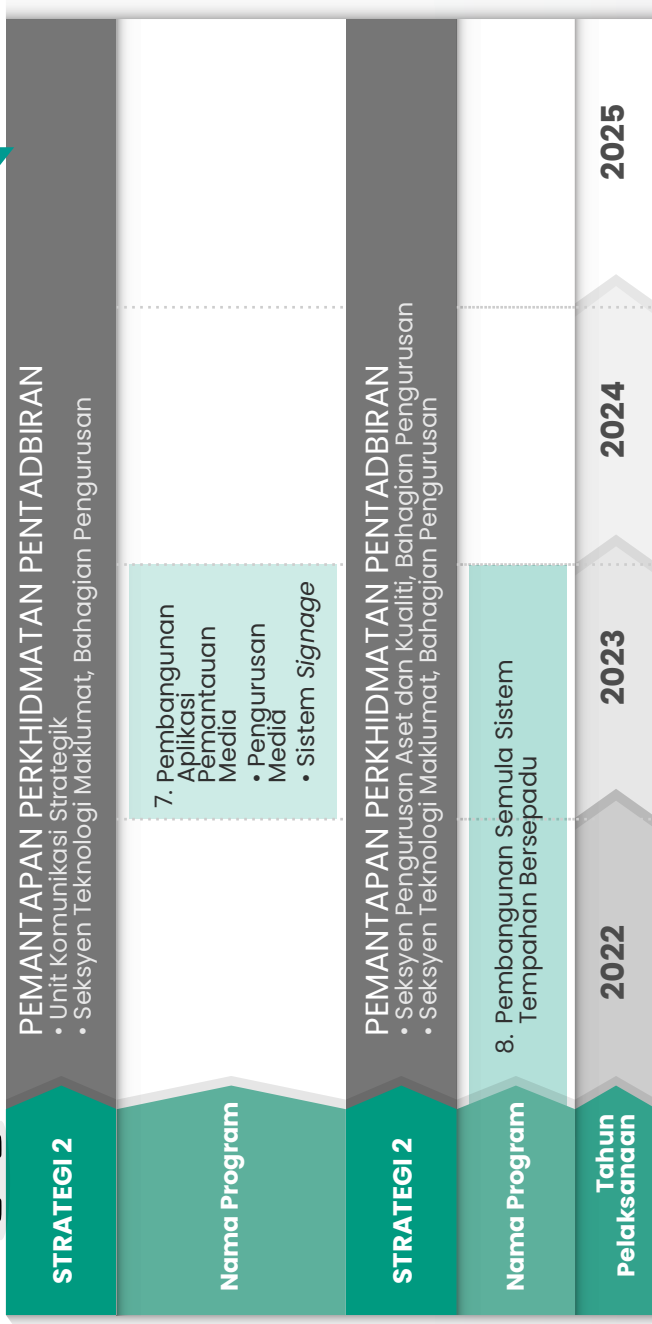 STRATEGI 2
PEMANTAPAN PERKHIDMATAN PENTADBIRAN
• Unit Komunikasi Strategik
• Seksyen Teknologi Maklumat, Bahagian Pengurusan
Nama Program
7. Pembangunan
Aplikasi
Pemantauan
Media
• Pengurusan
Media
• Sistem Signage
STRATEGI 2
PEMANTAPAN PERKHIDMATAN PENTADBIRAN
• Seksyen Pengurusan Aset dan Kualiti, Bahagian Pengurusan
• Seksyen Teknologi Maklumat, Bahagian Pengurusan
Nama Program
8. Pembangunan Semula Sistem
Tempahan Bersepadu
Tahun
Pelaksanaan
2022
2023
2024
2025